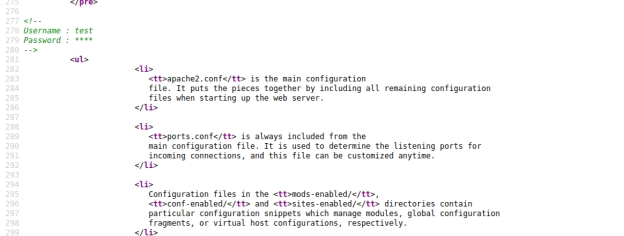 275 </pre>
276
277 <!--
278 Username : test
279 Password : ****
280 -->
281 <ul>
282 <li>
283 <tt>apache2.conf</tt> is the main configuration
284 file. It puts the pieces together by including all remaining configuration
285 files when starting up the web server.
286 </li>
287
288 <li>
289 <tt>ports.conf</tt> is always included from the
290 main configuration file. It is used to determine the listening ports for
291 incoming connections, and this file can be customized anytime.
292 </li>
293
294 <li>
295 Configuration files in the <tt>mods-enabled/</tt>,
296 <tt>conf-enabled/</tt> and <tt>sites-enabled/</tt> directories contain
297 particular configuration snippets which manage modules, global configuration
298 fragments, or virtual host configurations, respectively.
299 </li>